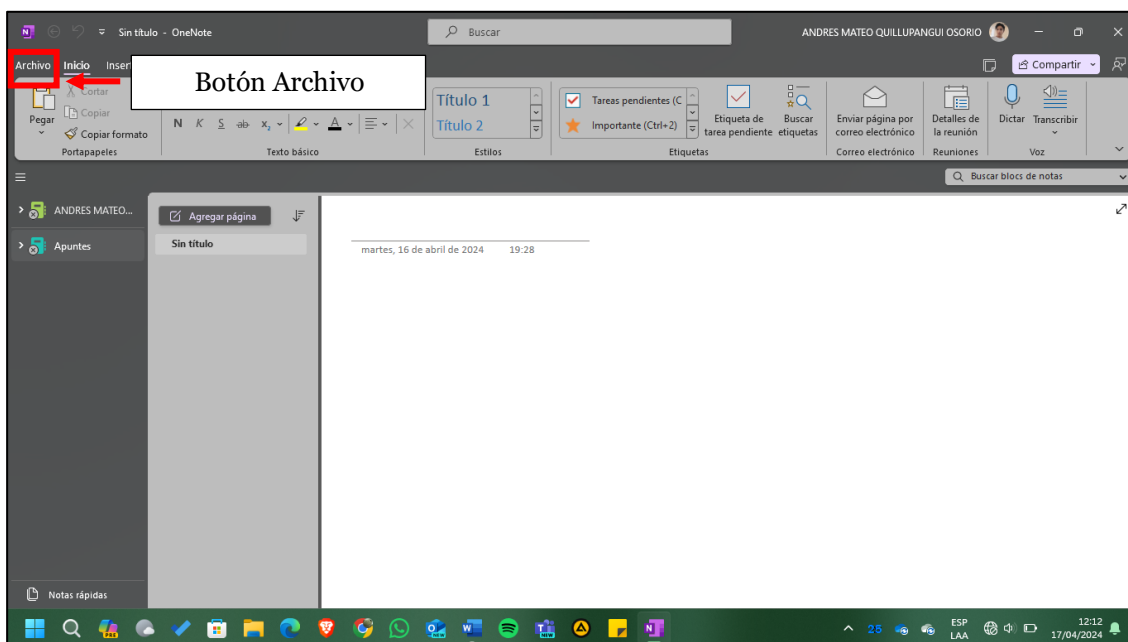 Sin título - OneNote
Buscar
ANDRES MATEO QUILLUPANGUI OSORIO
Archivo Inicio Insert
Compartir
Botón Archivo
Pegar
Cortar
Copiar
Copiar formato
Portapapeles
N K S ab x, A
Texto básico
Título 1
Título 2
Estilos
Tareas pendientes (C
Importante (Ctrl+2)
Etiqueta de
tarea pendiente
Buscar
etiquetas
Etiquetas
Enviar página por
correo electrónico
Correo electrónico
Detalles de
la reunión
Reuniones
Dictar
Transcribir
Voz
Buscar blocs de notas
ANDRES MATEO...
Apuntes
Agregar página
Sin título
martes, 16 de abril de 2024 19:28
Notas rápidas
25
ESP
LAA
12:12
17/04/2024